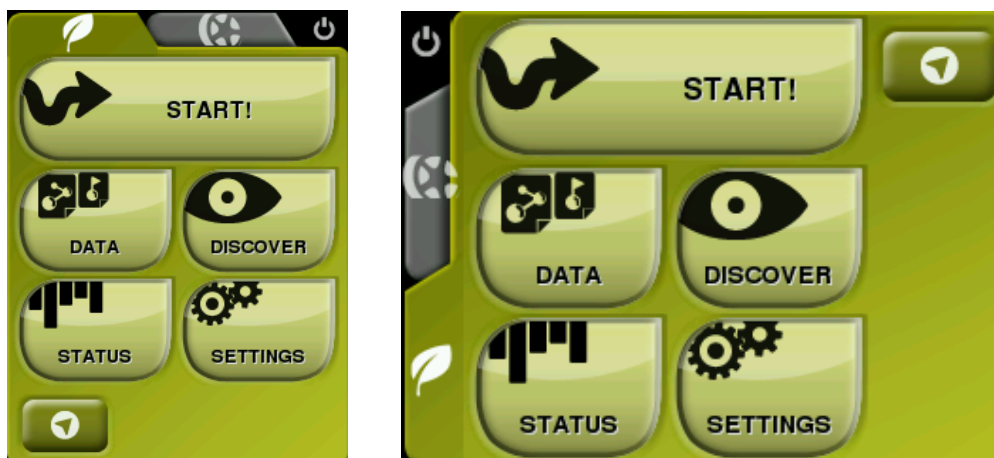 START!
DATA
DISCOVER
STATUS
SETTINGS
START!
DATA
DISCOVER
STATUS
SETTINGS